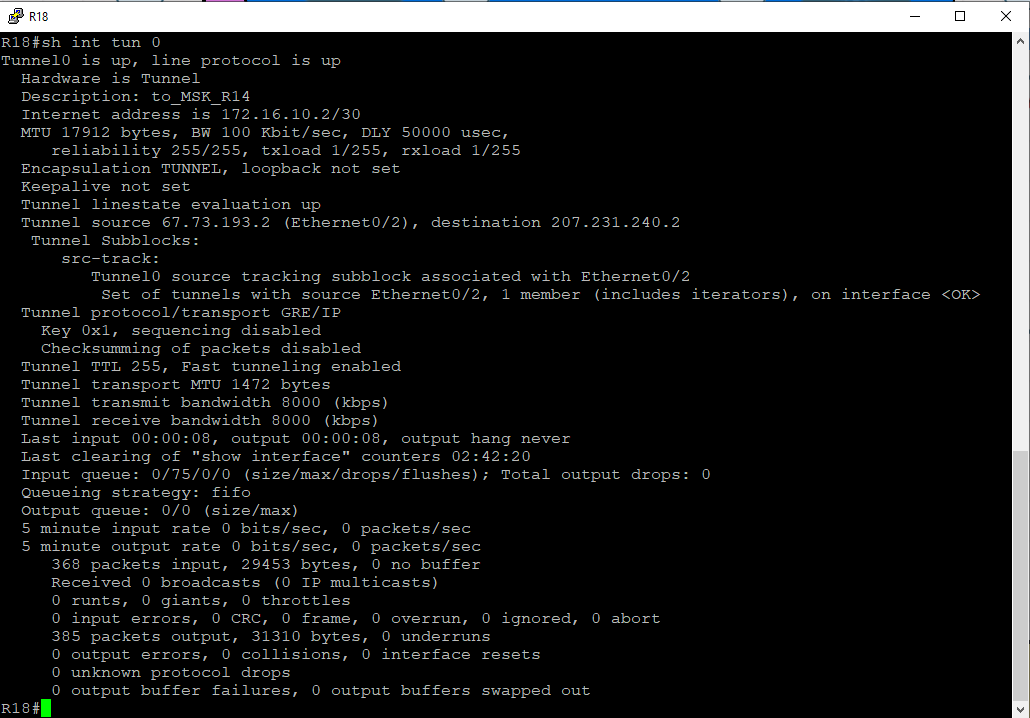 R18
R18#sh int tun 0
Tunnel0 is up, line protocol is up
  Hardware is Tunnel
  Description: to_MSK_R14
  Internet address is 172.16.10.2/30
  MTU 17912 bytes, BW 100 Kbit/sec, DLY 50000 usec,
     reliability 255/255, txload 1/255, rxload 1/255
  Encapsulation TUNNEL, loopback not set
  Keepalive not set
  Tunnel linestate evaluation up
  Tunnel source 67.73.193.2 (Ethernet0/2), destination 207.231.240.2
   Tunnel Subblocks:
      src-track:
         Tunnel0 source tracking subblock associated with Ethernet0/2
          Set of tunnels with source Ethernet0/2, 1 member (includes iterators), on interface <OK>
  Tunnel protocol/transport GRE/IP
    Key 0x1, sequencing disabled
    Checksumming of packets disabled
  Tunnel TTL 255, Fast tunneling enabled
  Tunnel transport MTU 1472 bytes
  Tunnel transmit bandwidth 8000 (kbps)
  Tunnel receive bandwidth 8000 (kbps)
  Last input 00:00:08, output 00:00:08, output hang never
  Last clearing of "show interface" counters 02:42:20
  Input queue: 0/75/0/0 (size/max/drops/flushes); Total output drops: 0
  Queueing strategy: fifo
  Output queue: 0/0 (size/max)
  5 minute input rate 0 bits/sec, 0 packets/sec
  5 minute output rate 0 bits/sec, 0 packets/sec
     368 packets input, 29453 bytes, 0 no buffer
     Received 0 broadcasts (0 IP multicasts)
     0 runts, 0 giants, 0 throttles
     0 input errors, 0 CRC, 0 frame, 0 overrun, 0 ignored, 0 abort
     385 packets output, 31310 bytes, 0 underruns
     0 output errors, 0 collisions, 0 interface resets
     0 unknown protocol drops
     0 output buffer failures, 0 output buffers swapped out
R18#